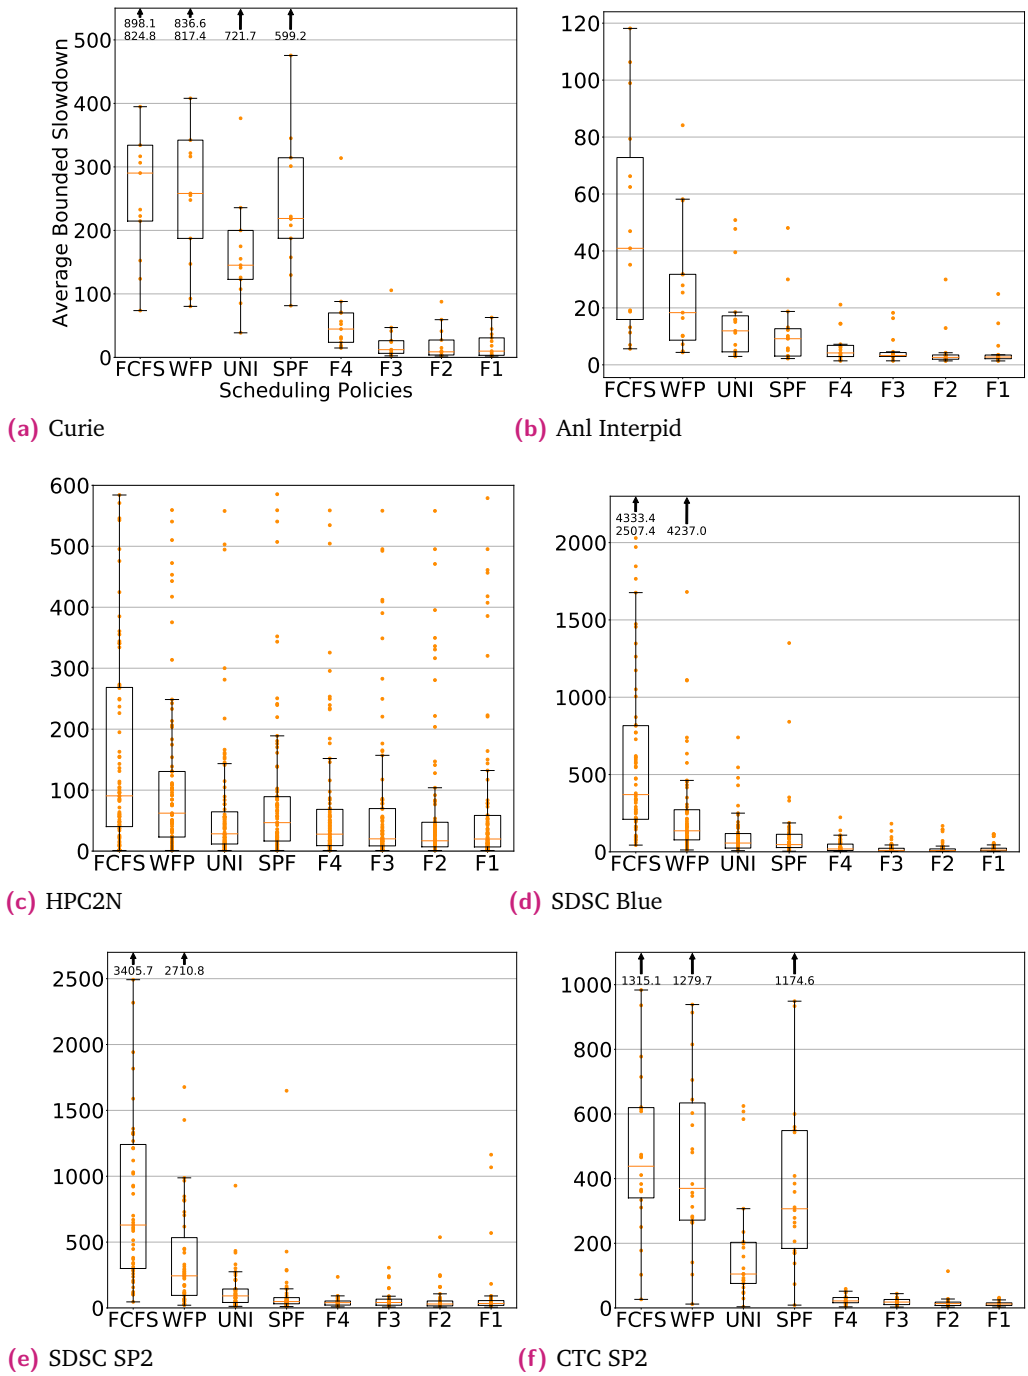 898.1 836.6
824.8 817.4 721.7 599.2
500
400
300
200
100
0
Average Bounded Slowdown
FCFS WFP UNI SPF F4 F3 F2 F1
Scheduling Policies
(a) Curie
120
100
80
60
40
20
0
FCFS WFP UNI SPF F4 F3 F2 F1
(b) Anl Interpid
600
500
400
300
200
100
0
FCFS WFP UNI SPF F4 F3 F2 F1
(c) HPC2N
4333.4
2507.4 4237.0
2000
1500
1000
500
0
FCFS WFP UNI SPF F4 F3 F2 F1
(d) SDSC Blue
3405.7 2710.8
2500
2000
1500
1000
500
0
FCFS WFP UNI SPF F4 F3 F2 F1
(e) SDSC SP2
1315.1 1279.7 1174.6
1000
800
600
400
200
0
FCFS WFP UNI SPF F4 F3 F2 F1
(f) CTC SP2